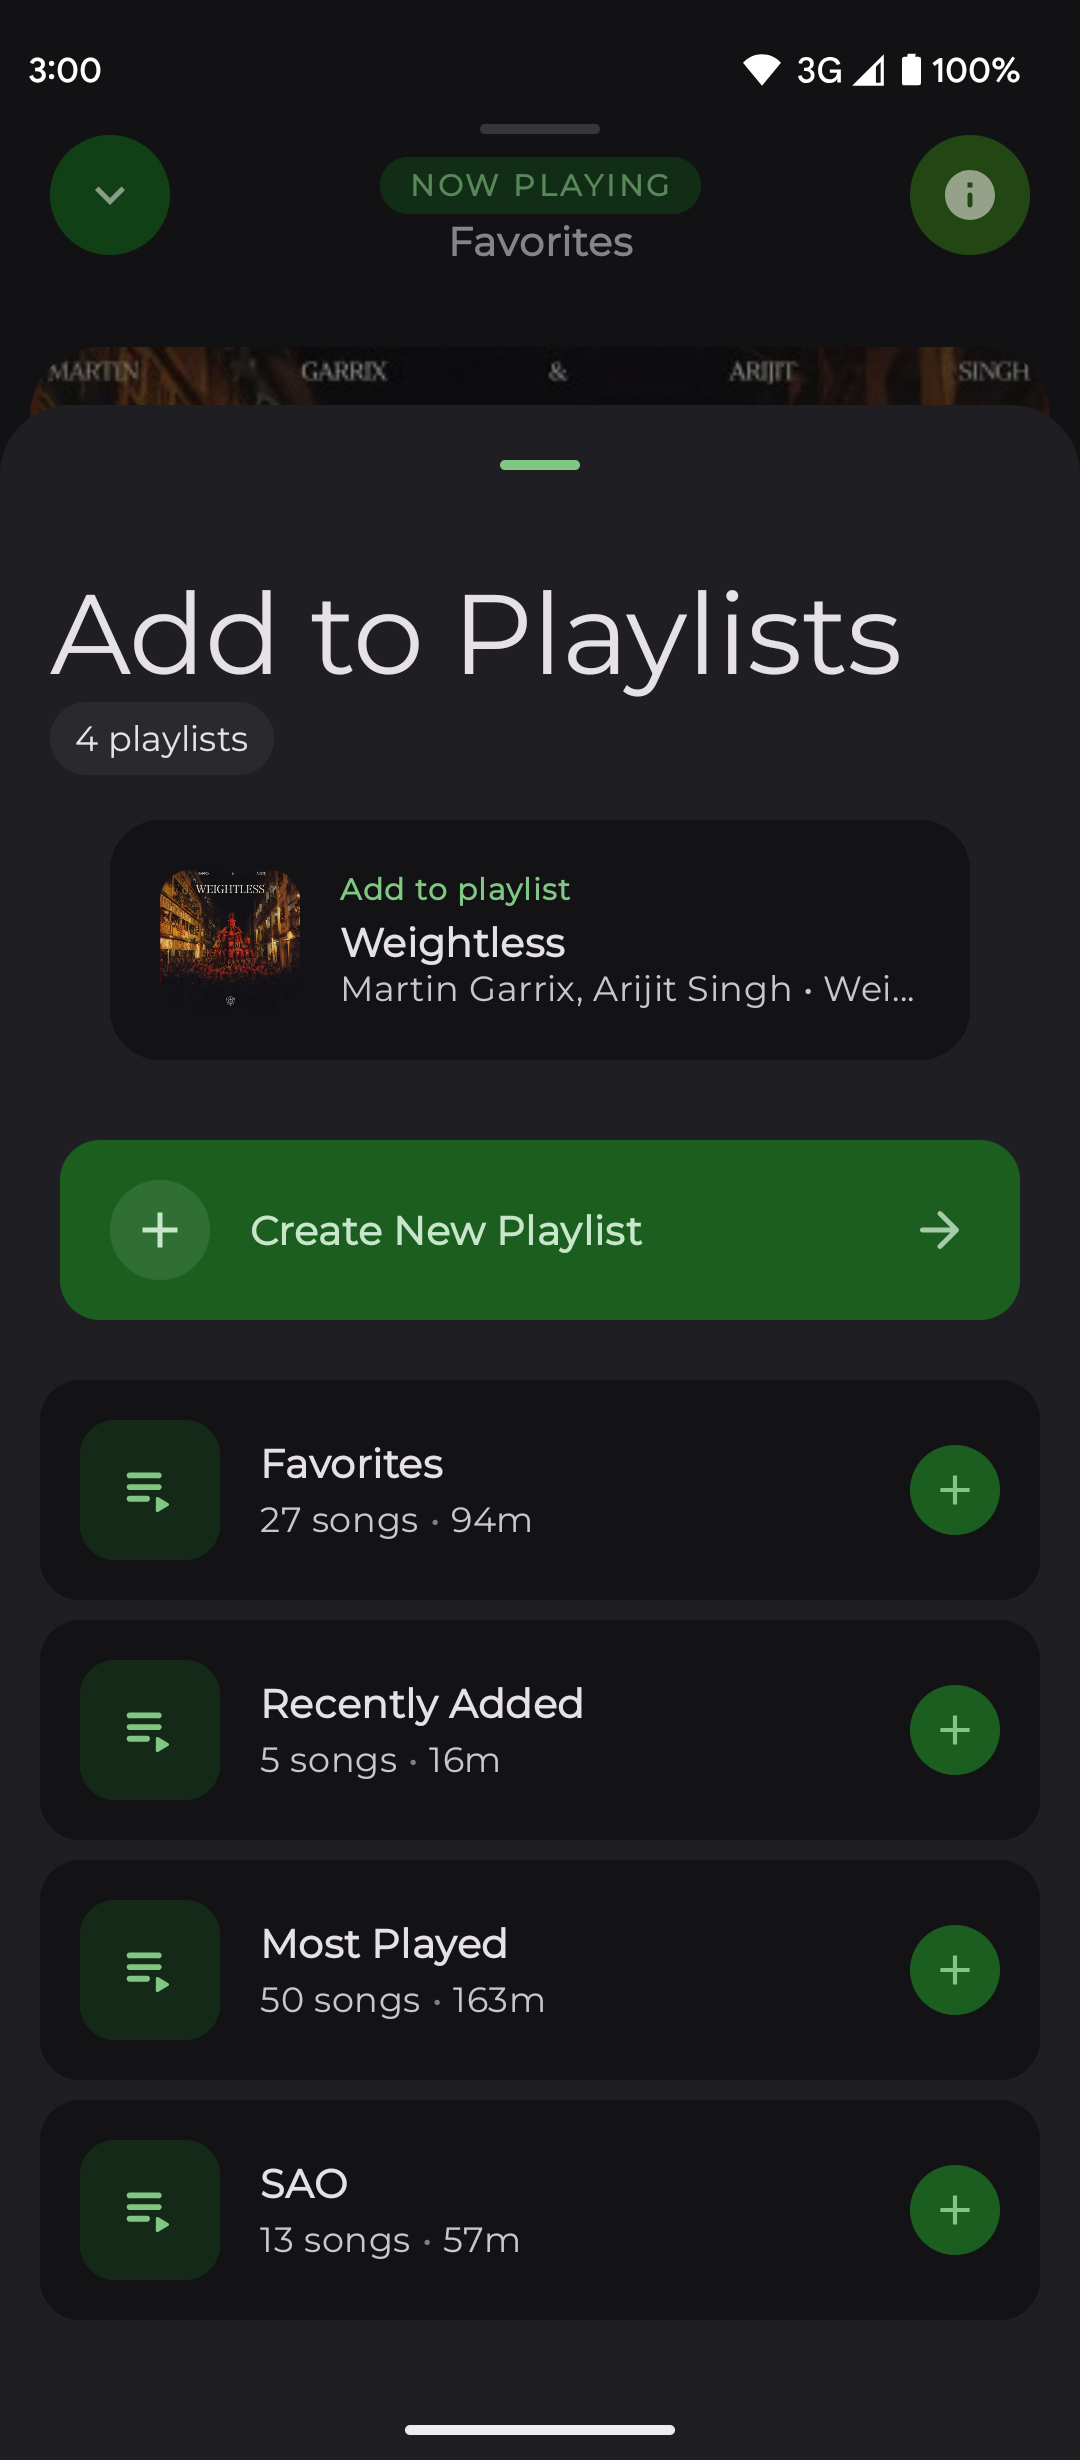 3:00
3G
100%
NOW PLAYING
Favorites
MARTIN GARRIX & ARIJIT SINGH
Add to Playlists
4 playlists
WEIGHTLESS
Add to playlist
Weightless
Martin Garrix, Arijit Singh • Wei...
Create New Playlist
Favorites
27 songs • 94m
Recently Added
5 songs • 16m
Most Played
50 songs • 163m
SAO
13 songs • 57m